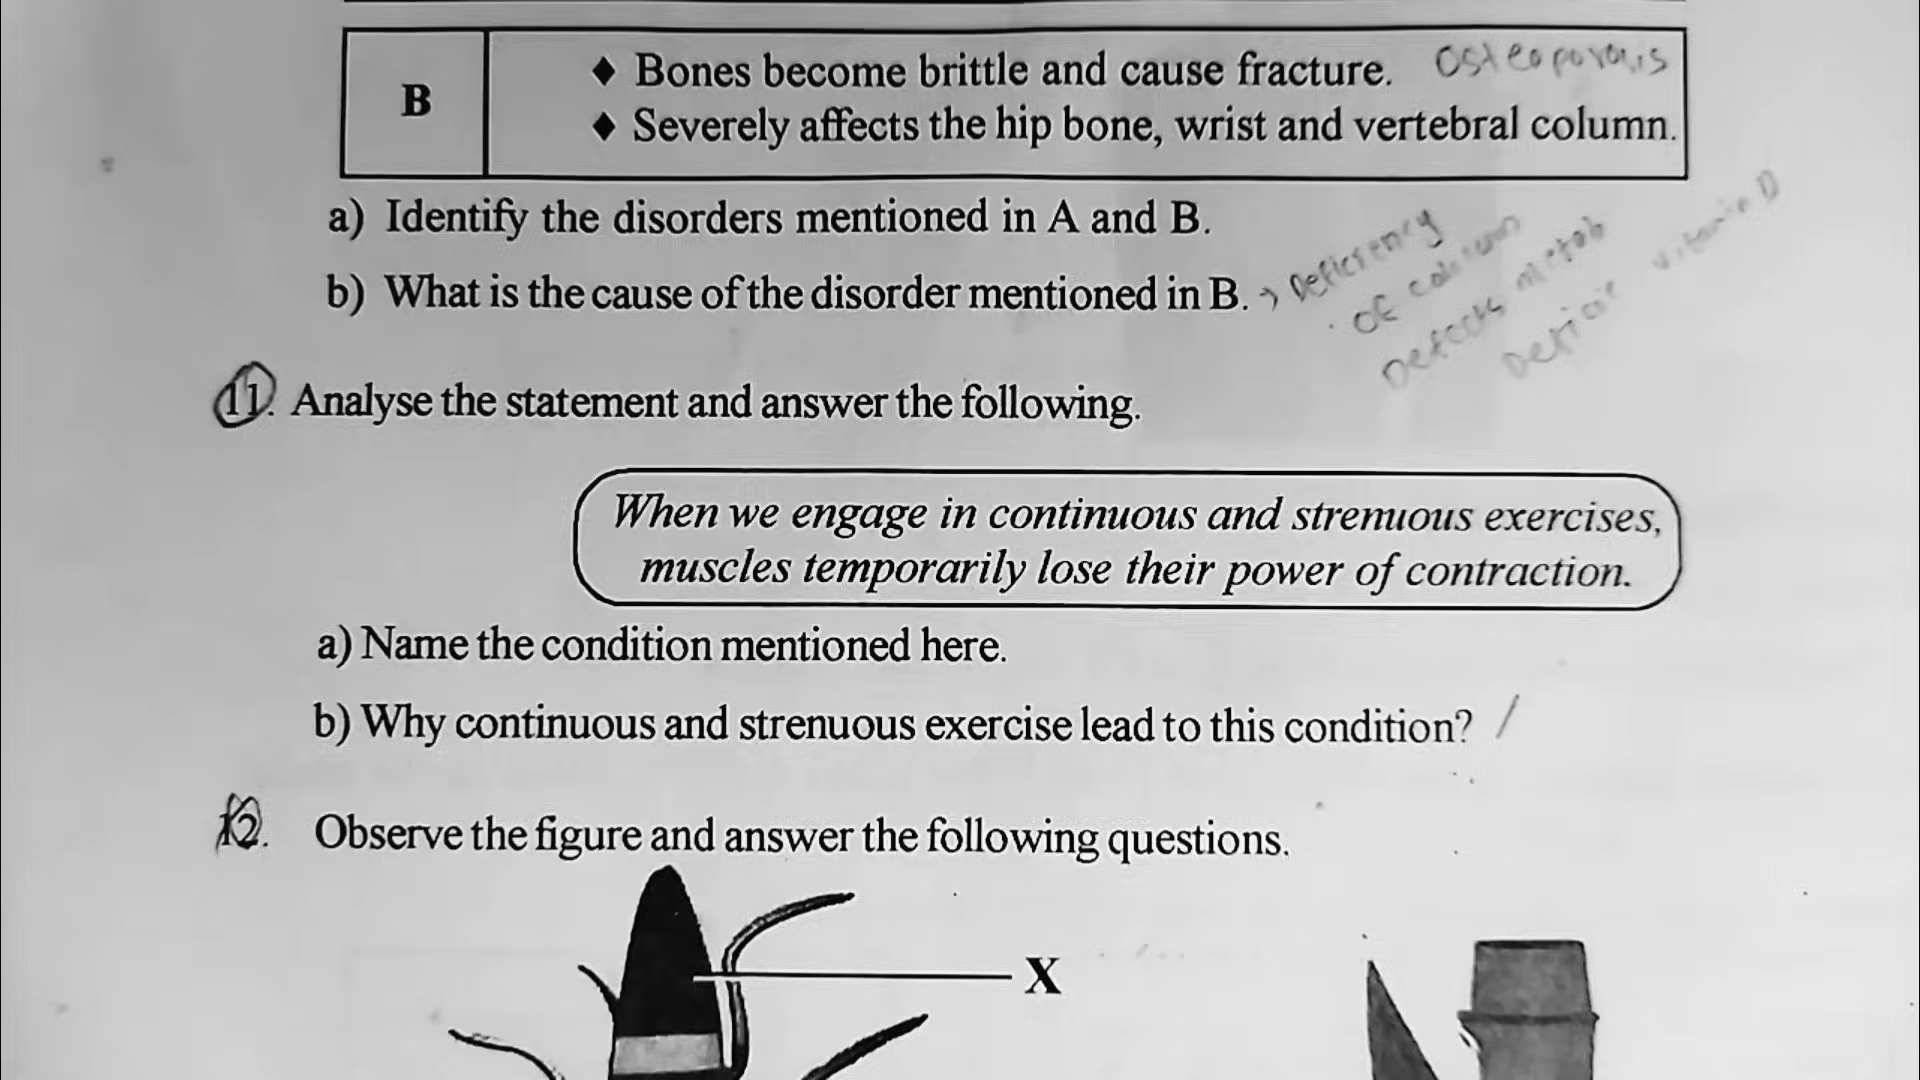 B
♦ Bones become brittle and cause fracture. Osteoporosis
♦ Severely affects the hip bone, wrist and vertebral column.
a) Identify the disorders mentioned in A and B.
b) What is the cause of the disorder mentioned in B. → Deficiency
of calcium
Defects metab
vitamin D
11. Analyse the statement and answer the following.
When we engage in continuous and strenuous exercises,
muscles temporarily lose their power of contraction.
a) Name the condition mentioned here.
b) Why continuous and strenuous exercise lead to this condition? /
12. Observe the figure and answer the following questions.
X